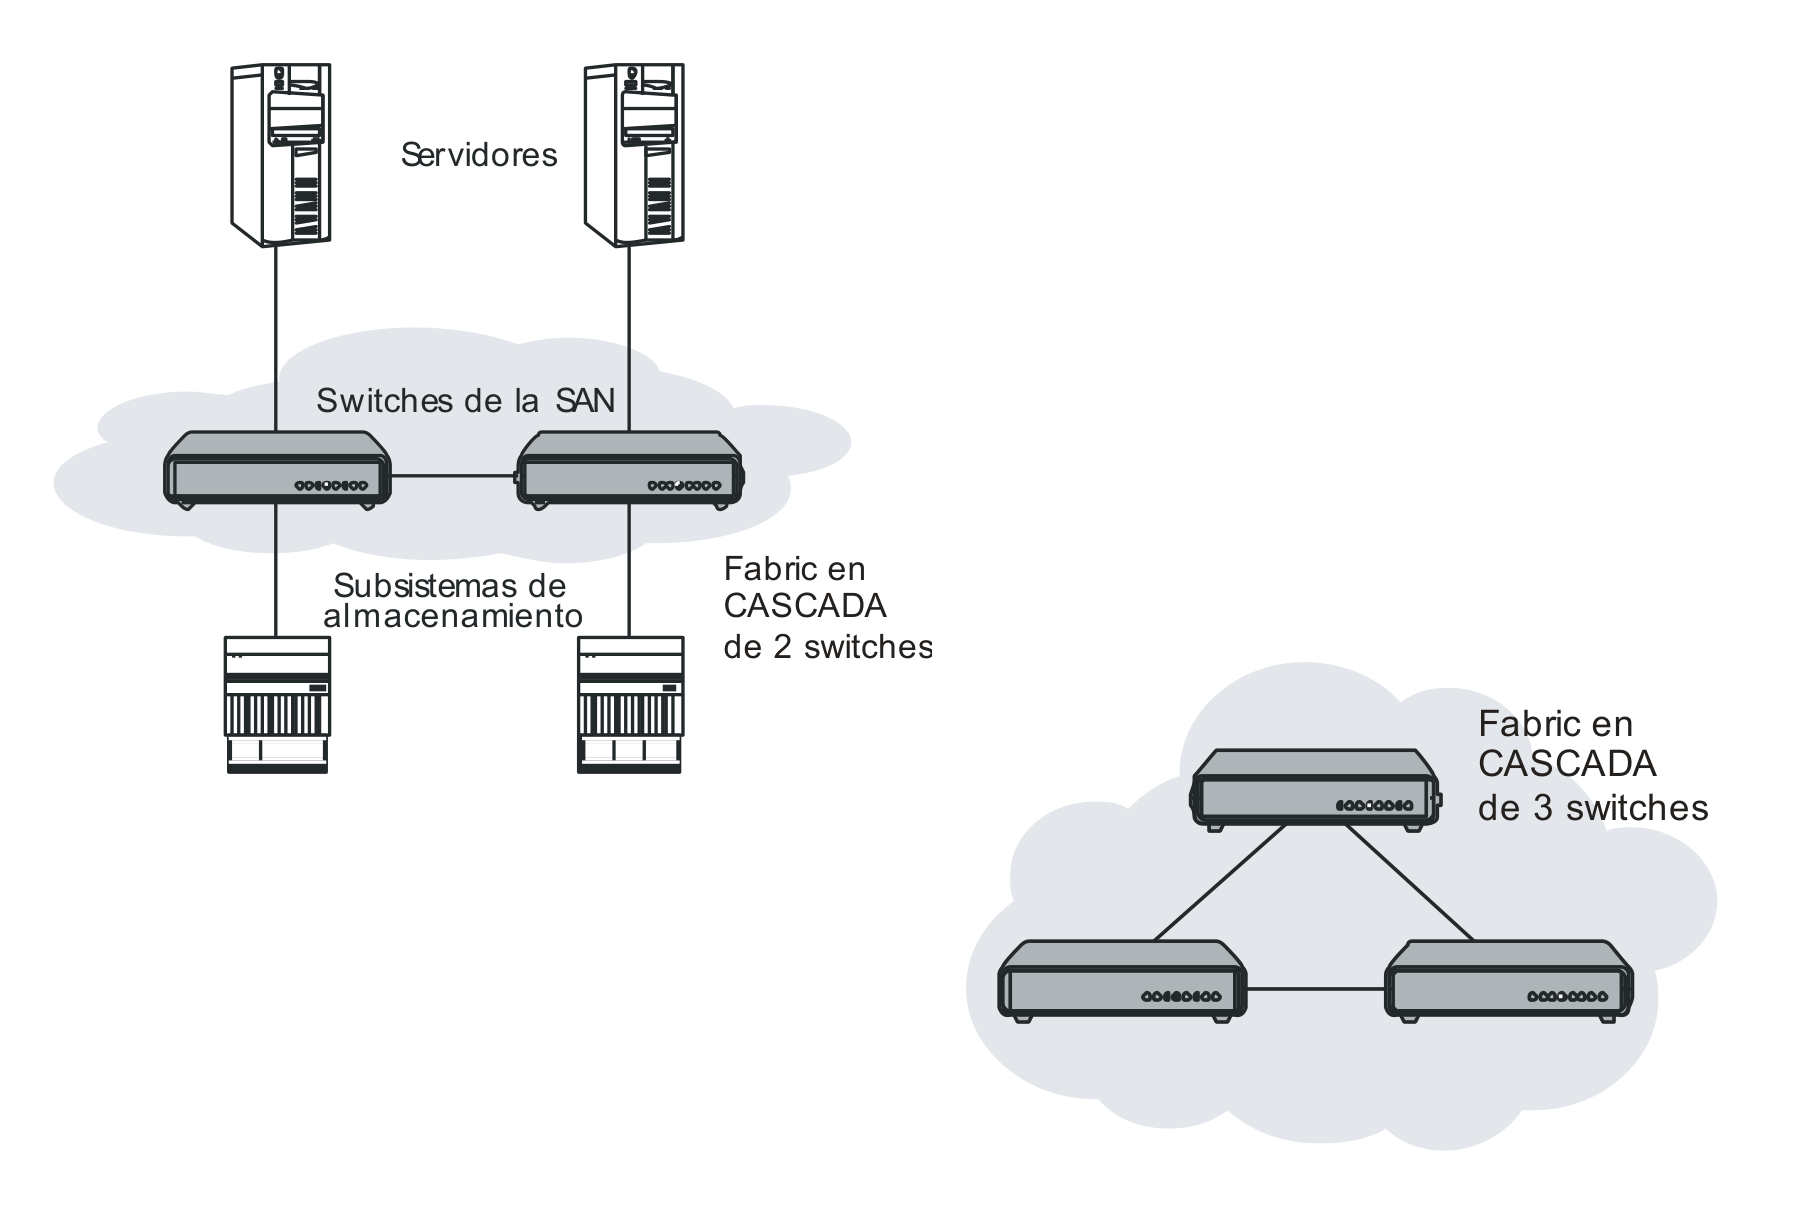 Servidores
Switches de la SAN
Subsistemas de
almacenamiento
Fabric en
CASCADA
de 2 switches
Fabric en
CASCADA
de 3 switches